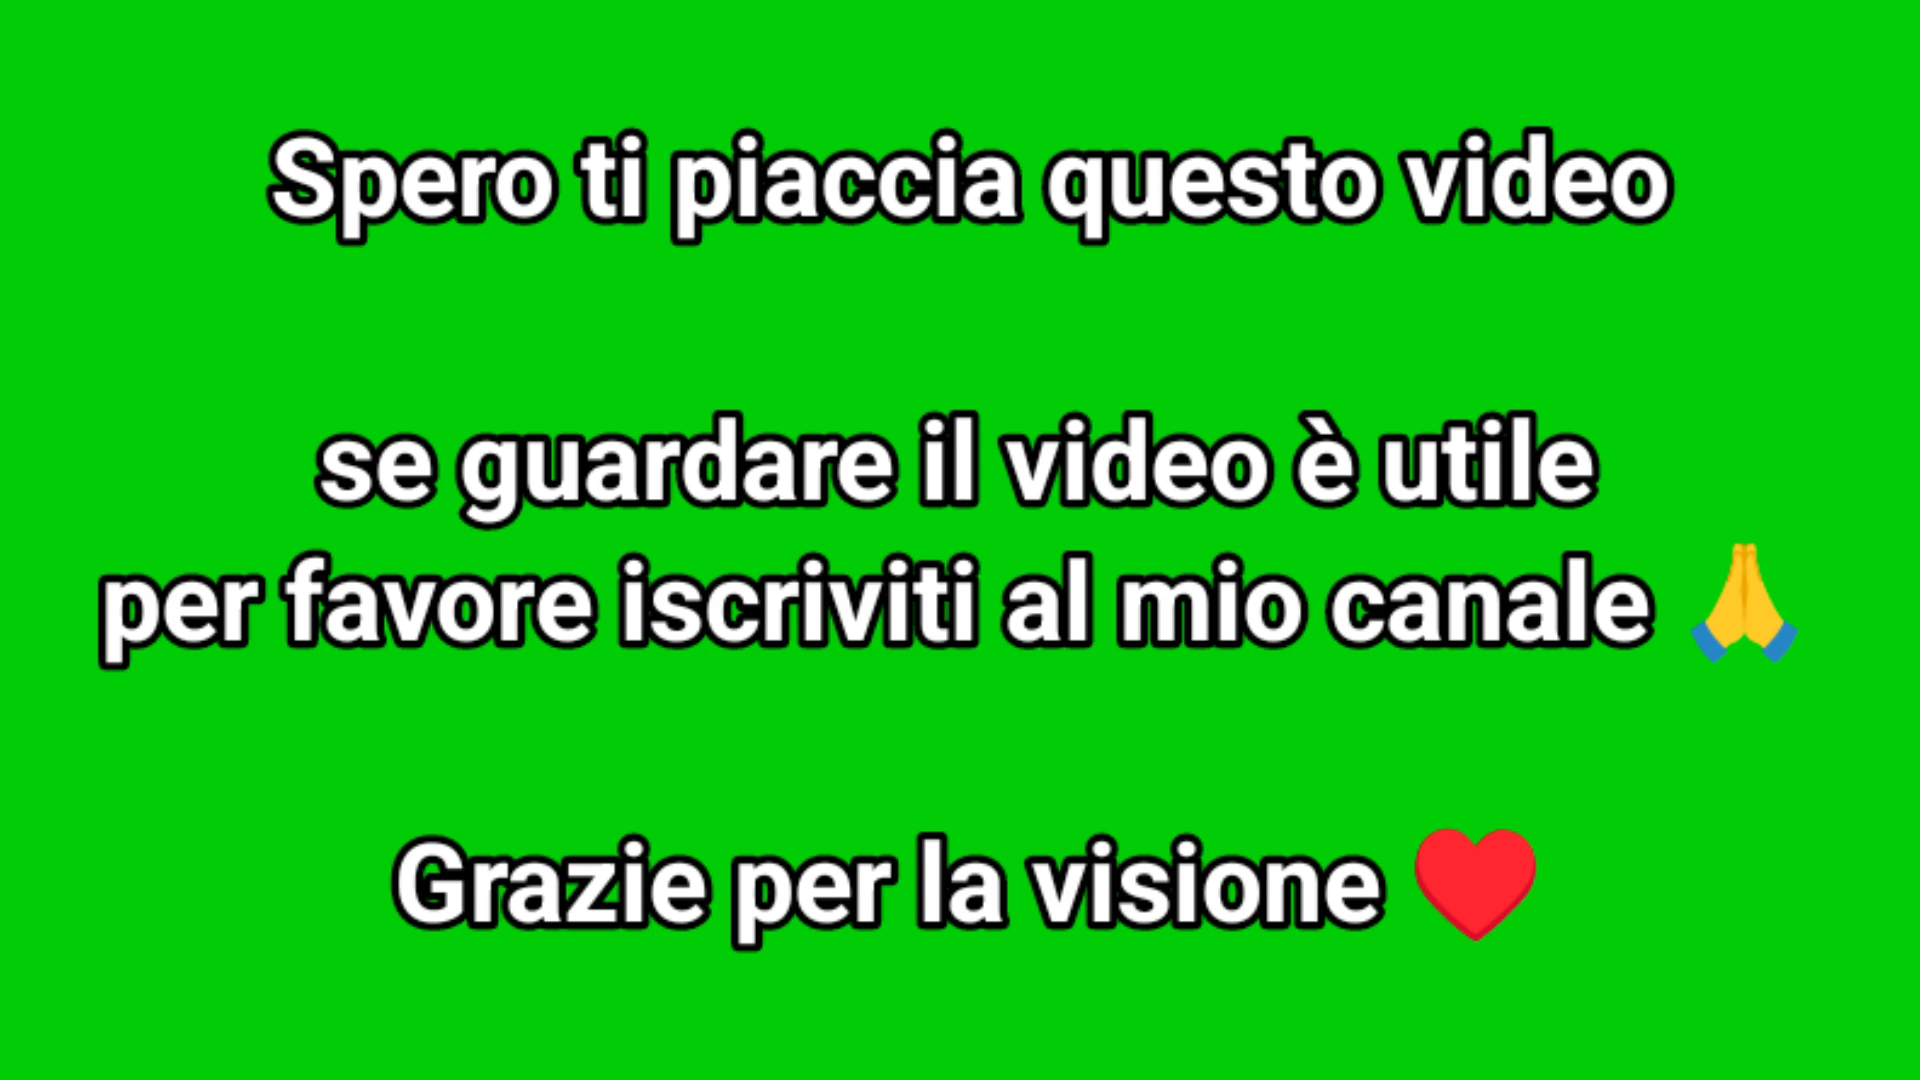 Spero ti piaccia questo video
se guardare il video è utile
per favore iscriviti al mio canale 🙏
Grazie per la visione ♥️